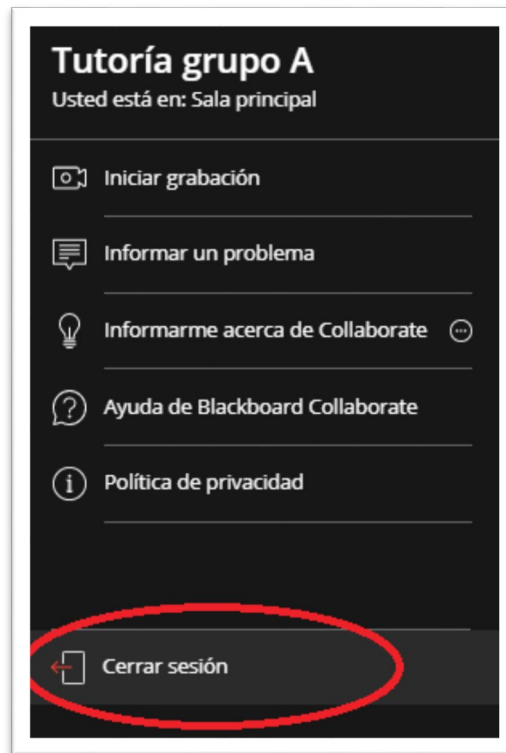 Tutoría grupo A
Usted está en: Sala principal
Iniciar grabación
Informar un problema
Informarme acerca de Collaborate
Ayuda de Blackboard Collaborate
Política de privacidad
Cerrar sesión